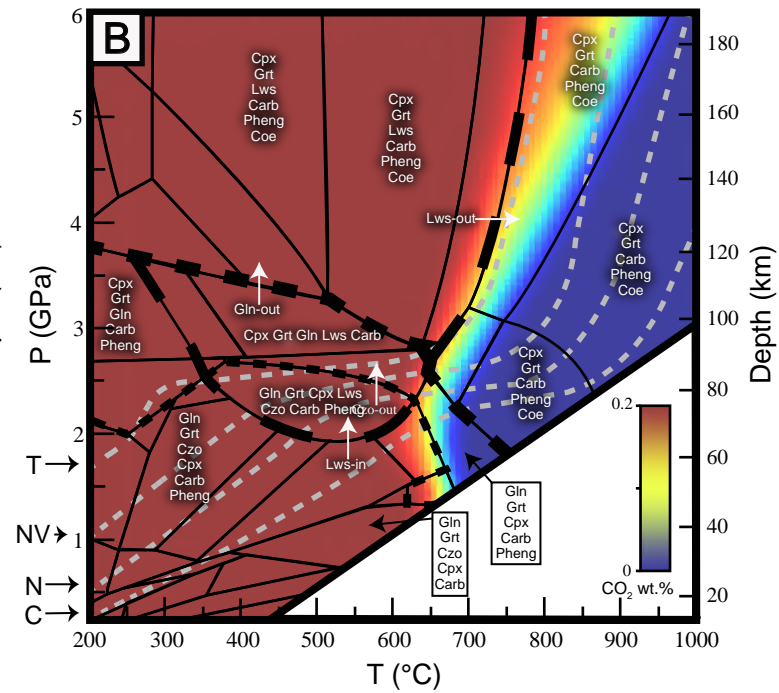 B
6
5
4
3
2
1
P (GPa)
T
NV
N
C
200
300
400
500
600
700
800
900
1000
T (°C)
180
160
140
120
100
80
60
40
20
Depth (km)
Cpx
Grt
Lws
Carb
Pheng
Coe
Cpx
Grt
Lws
Carb
Pheng
Coe
Cpx
Grt
Carb
Pheng
Coe
Lws-out
Cpx
Grt
Carb
Pheng
Coe
Cpx
Grt
Gln
Carb
Pheng
Gln-out
Cpx Grt Gln Lws Carb
Gln Grt Cpx Lws
Czo Carb Pheng
Czo-out
Lws-in
Gln
Grt
Czo
Cpx
Carb
Pheng
Cpx
Grt
Carb
Pheng
Coe
Gln
Grt
Cpx
Carb
Pheng
Gln
Grt
Czo
Cpx
Carb
0.2
0
CO2 wt.%